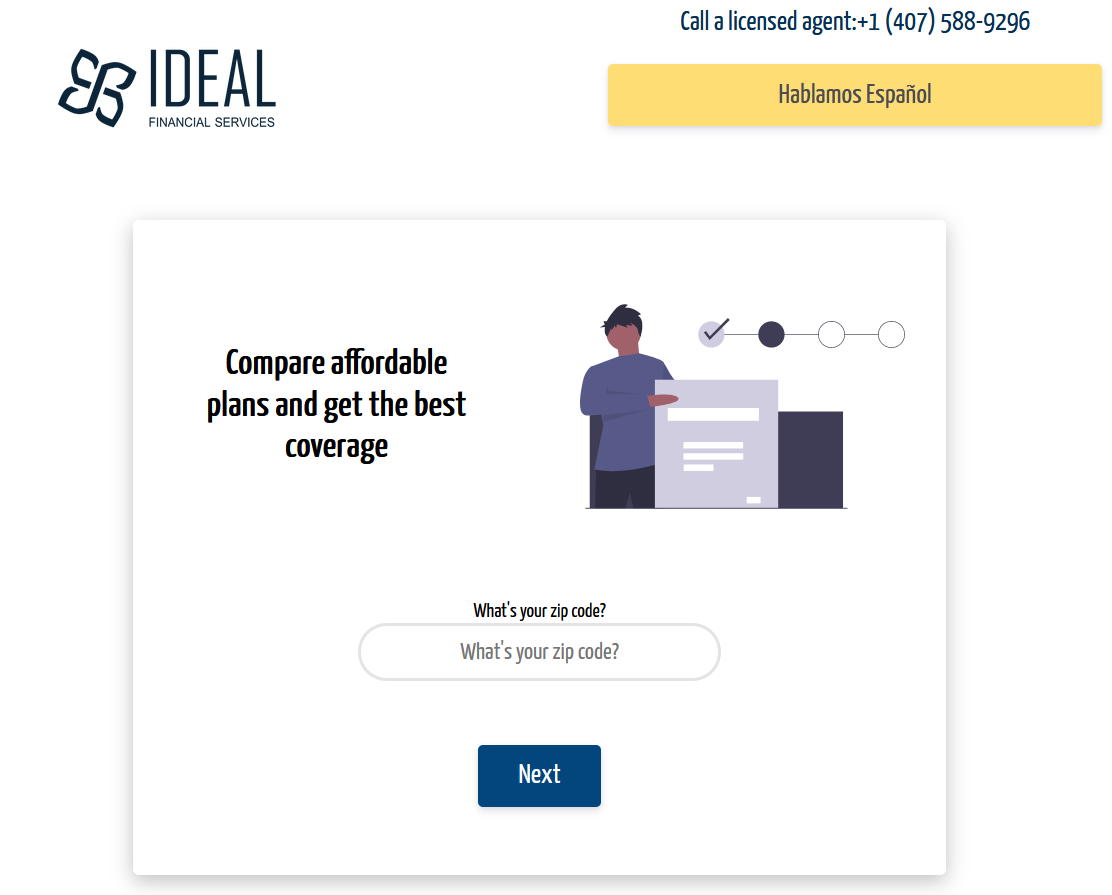 Call a licensed agent:+1 (407) 588-9296
IDEAL
FINANCIAL SERVICES
Hablamos Español
Compare affordable
plans and get the best
coverage
What's your zip code?
What's your zip code?
Next